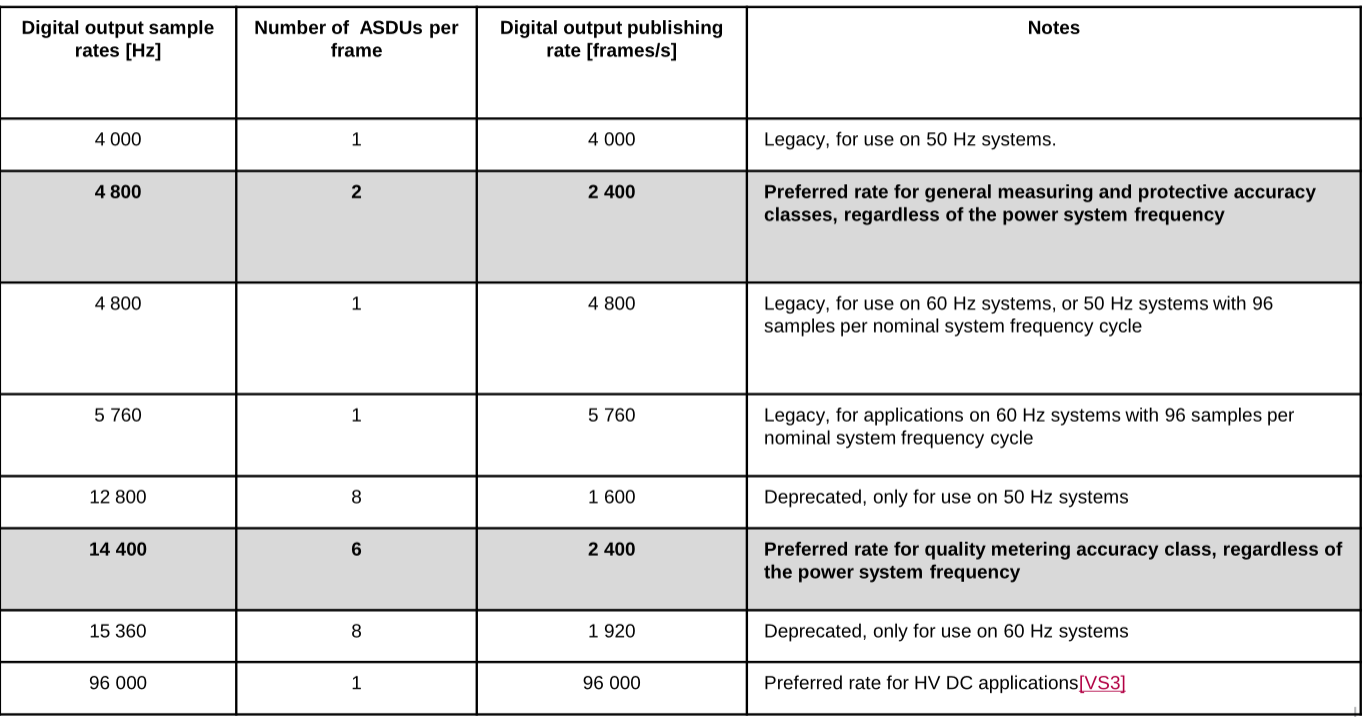 Digital output sample
rates [Hz]
Number of  ASDUs per
frame
Digital output publishing
rate [frames/s]
Notes
4 000
1
4 000
Legacy, for use on 50 Hz systems.
4 800
2
2 400
Preferred rate for general measuring and protective accuracy
classes, regardless of the power system frequency
4 800
1
4 800
Legacy, for use on 60 Hz systems, or 50 Hz systems with 96
samples per nominal system frequency cycle
5 760
1
5 760
Legacy, for applications on 60 Hz systems with 96 samples per
nominal system frequency cycle
12 800
8
1 600
Deprecated, only for use on 50 Hz systems
14 400
6
2 400
Preferred rate for quality metering accuracy class, regardless of
the power system frequency
15 360
8
1 920
Deprecated, only for use on 60 Hz systems
96 000
1
96 000
Preferred rate for HV DC applications[VS3]